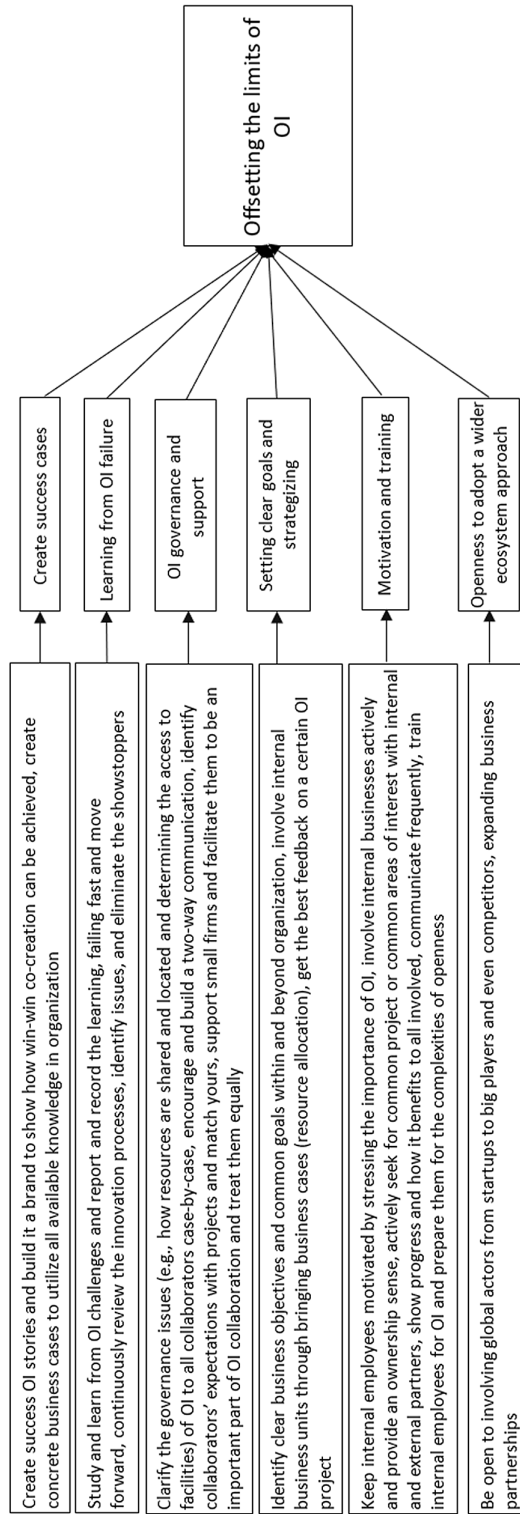 Create success OI stories and build it a brand to show how win-win co-creation can be achieved, create
concrete business cases to utilize all available knowledge in organization
Study and learn from OI challenges and report and record the learning, failing fast and move
forward, continuously review the innovation processes, identify issues, and eliminate the showstoppers
Clarify the governance issues (e.g., how resources are shared and located and determining the access to
facilities) of OI to all collaborators case-by-case, encourage and build a two-way communication, identify
collaborators’ expectations with projects and match yours, support small firms and facilitate them to be an
important part of OI collaboration and treat them equally
Identify clear business objectives and common goals within and beyond organization, involve internal
business units through bringing business cases (resource allocation), get the best feedback on a certain OI
project
Keep internal employees motivated by stressing the importance of OI, involve internal businesses actively
and provide an ownership sense, actively seek for common project or common areas of interest with internal
and external partners, show progress and how it benefits to all involved, communicate frequently, train
internal employees for OI and prepare them for the complexities of openness
Be open to involving global actors from startups to big players and even competitors, expanding business
partnerships
Create success cases
Learning from OI failure
OI governance and
support
Setting clear goals and
strategizing
Motivation and training
Openness to adopt a wider
ecosystem approach
Offsetting the limits of
OI